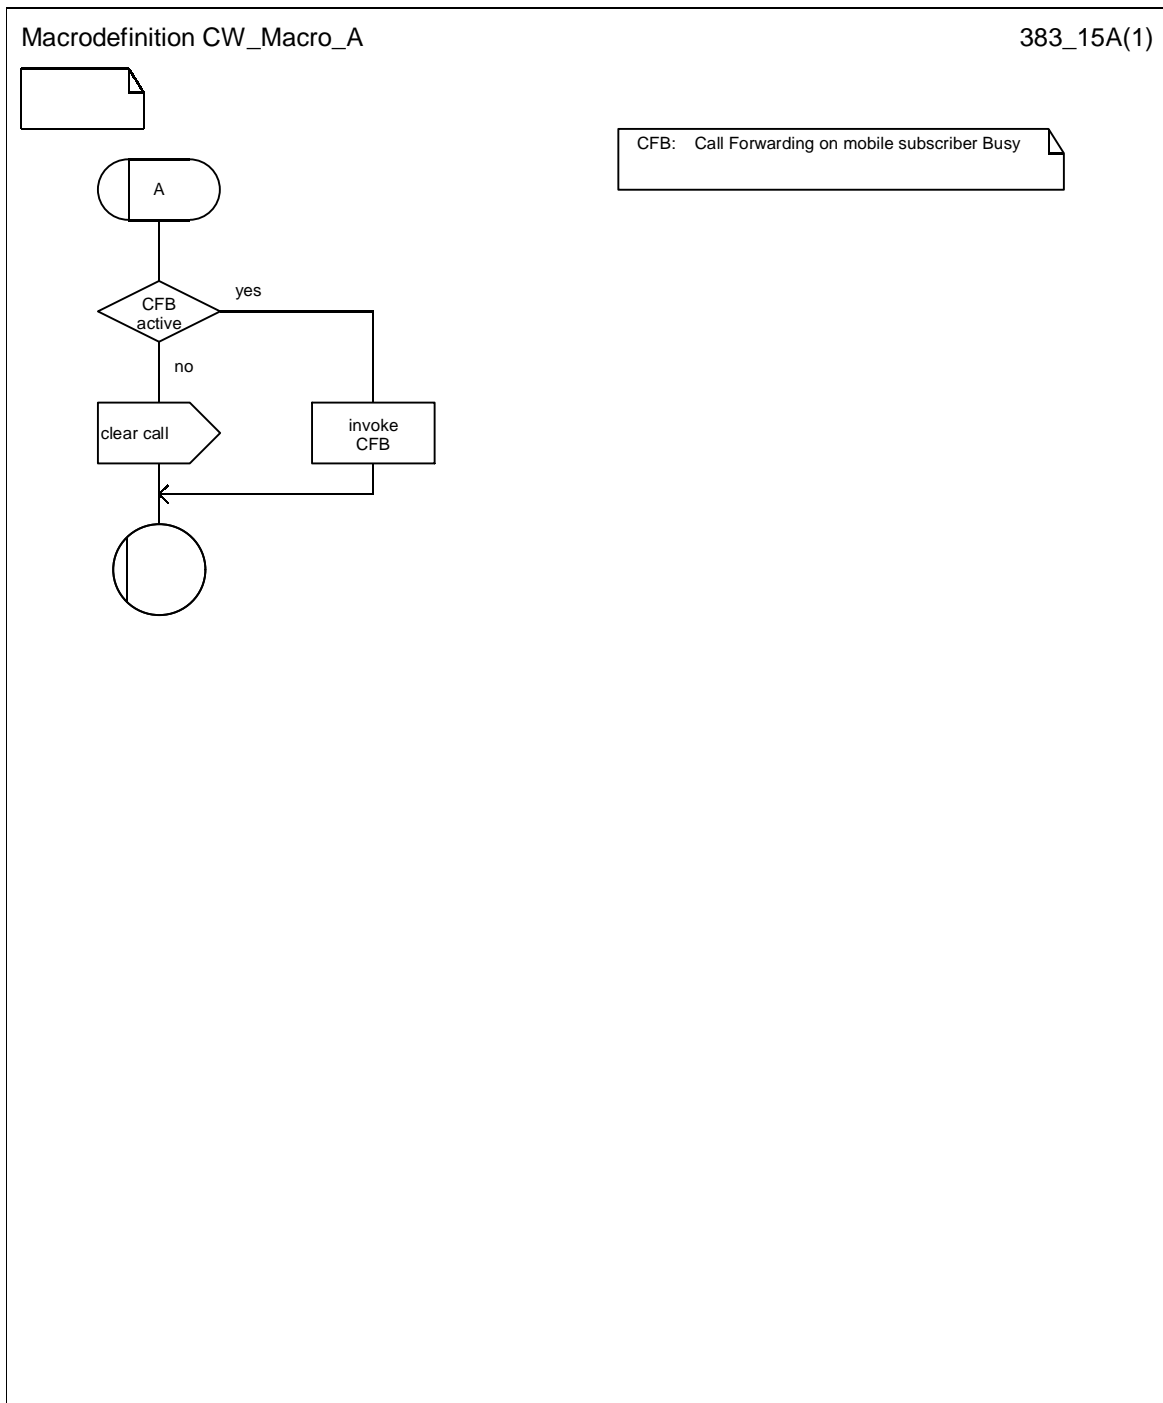 Macrodefinition CW_Macro_A
383_15A(1)
CFB: Call Forwarding on mobile subscriber Busy
A
CFB
active
yes
no
clear call
invoke
CFB